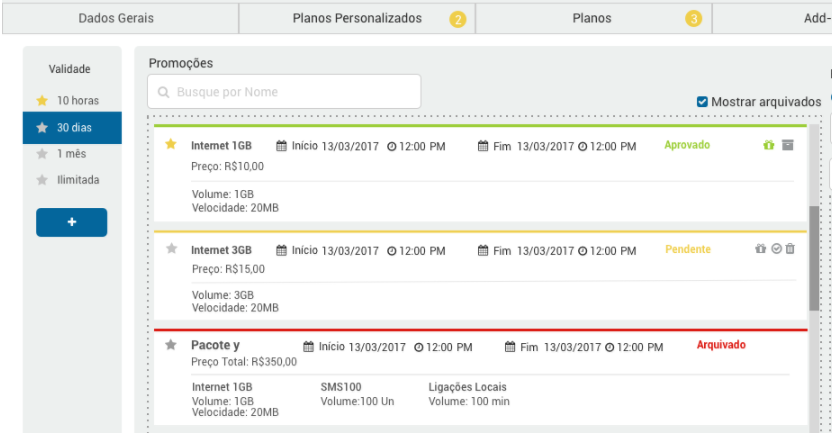 Dados Gerais
Planos Personalizados 2
Planos 3
Add-
Validade
10 horas
30 dias
1 mês
Ilimitada
+
Promoções
Busque por Nome
Mostrar arquivados
Internet 1GB Início 13/03/2017 12:00 PM Fim 13/03/2017 12:00 PM Aprovado
Preço: R$10,00
Volume: 1GB
Velocidade: 20MB
Internet 3GB Início 13/03/2017 12:00 PM Fim 13/03/2017 12:00 PM Pendente
Preço: R$15,00
Volume: 3GB
Velocidade: 20MB
Pacote y Início 13/03/2017 12:00 PM Fim 13/03/2017 12:00 PM Arquivado
Preço Total: R$350,00
Internet 1GB SMS100 Ligações Locais
Volume: 1GB Volume:100 Un Volume: 100 min
Velocidade: 20MB